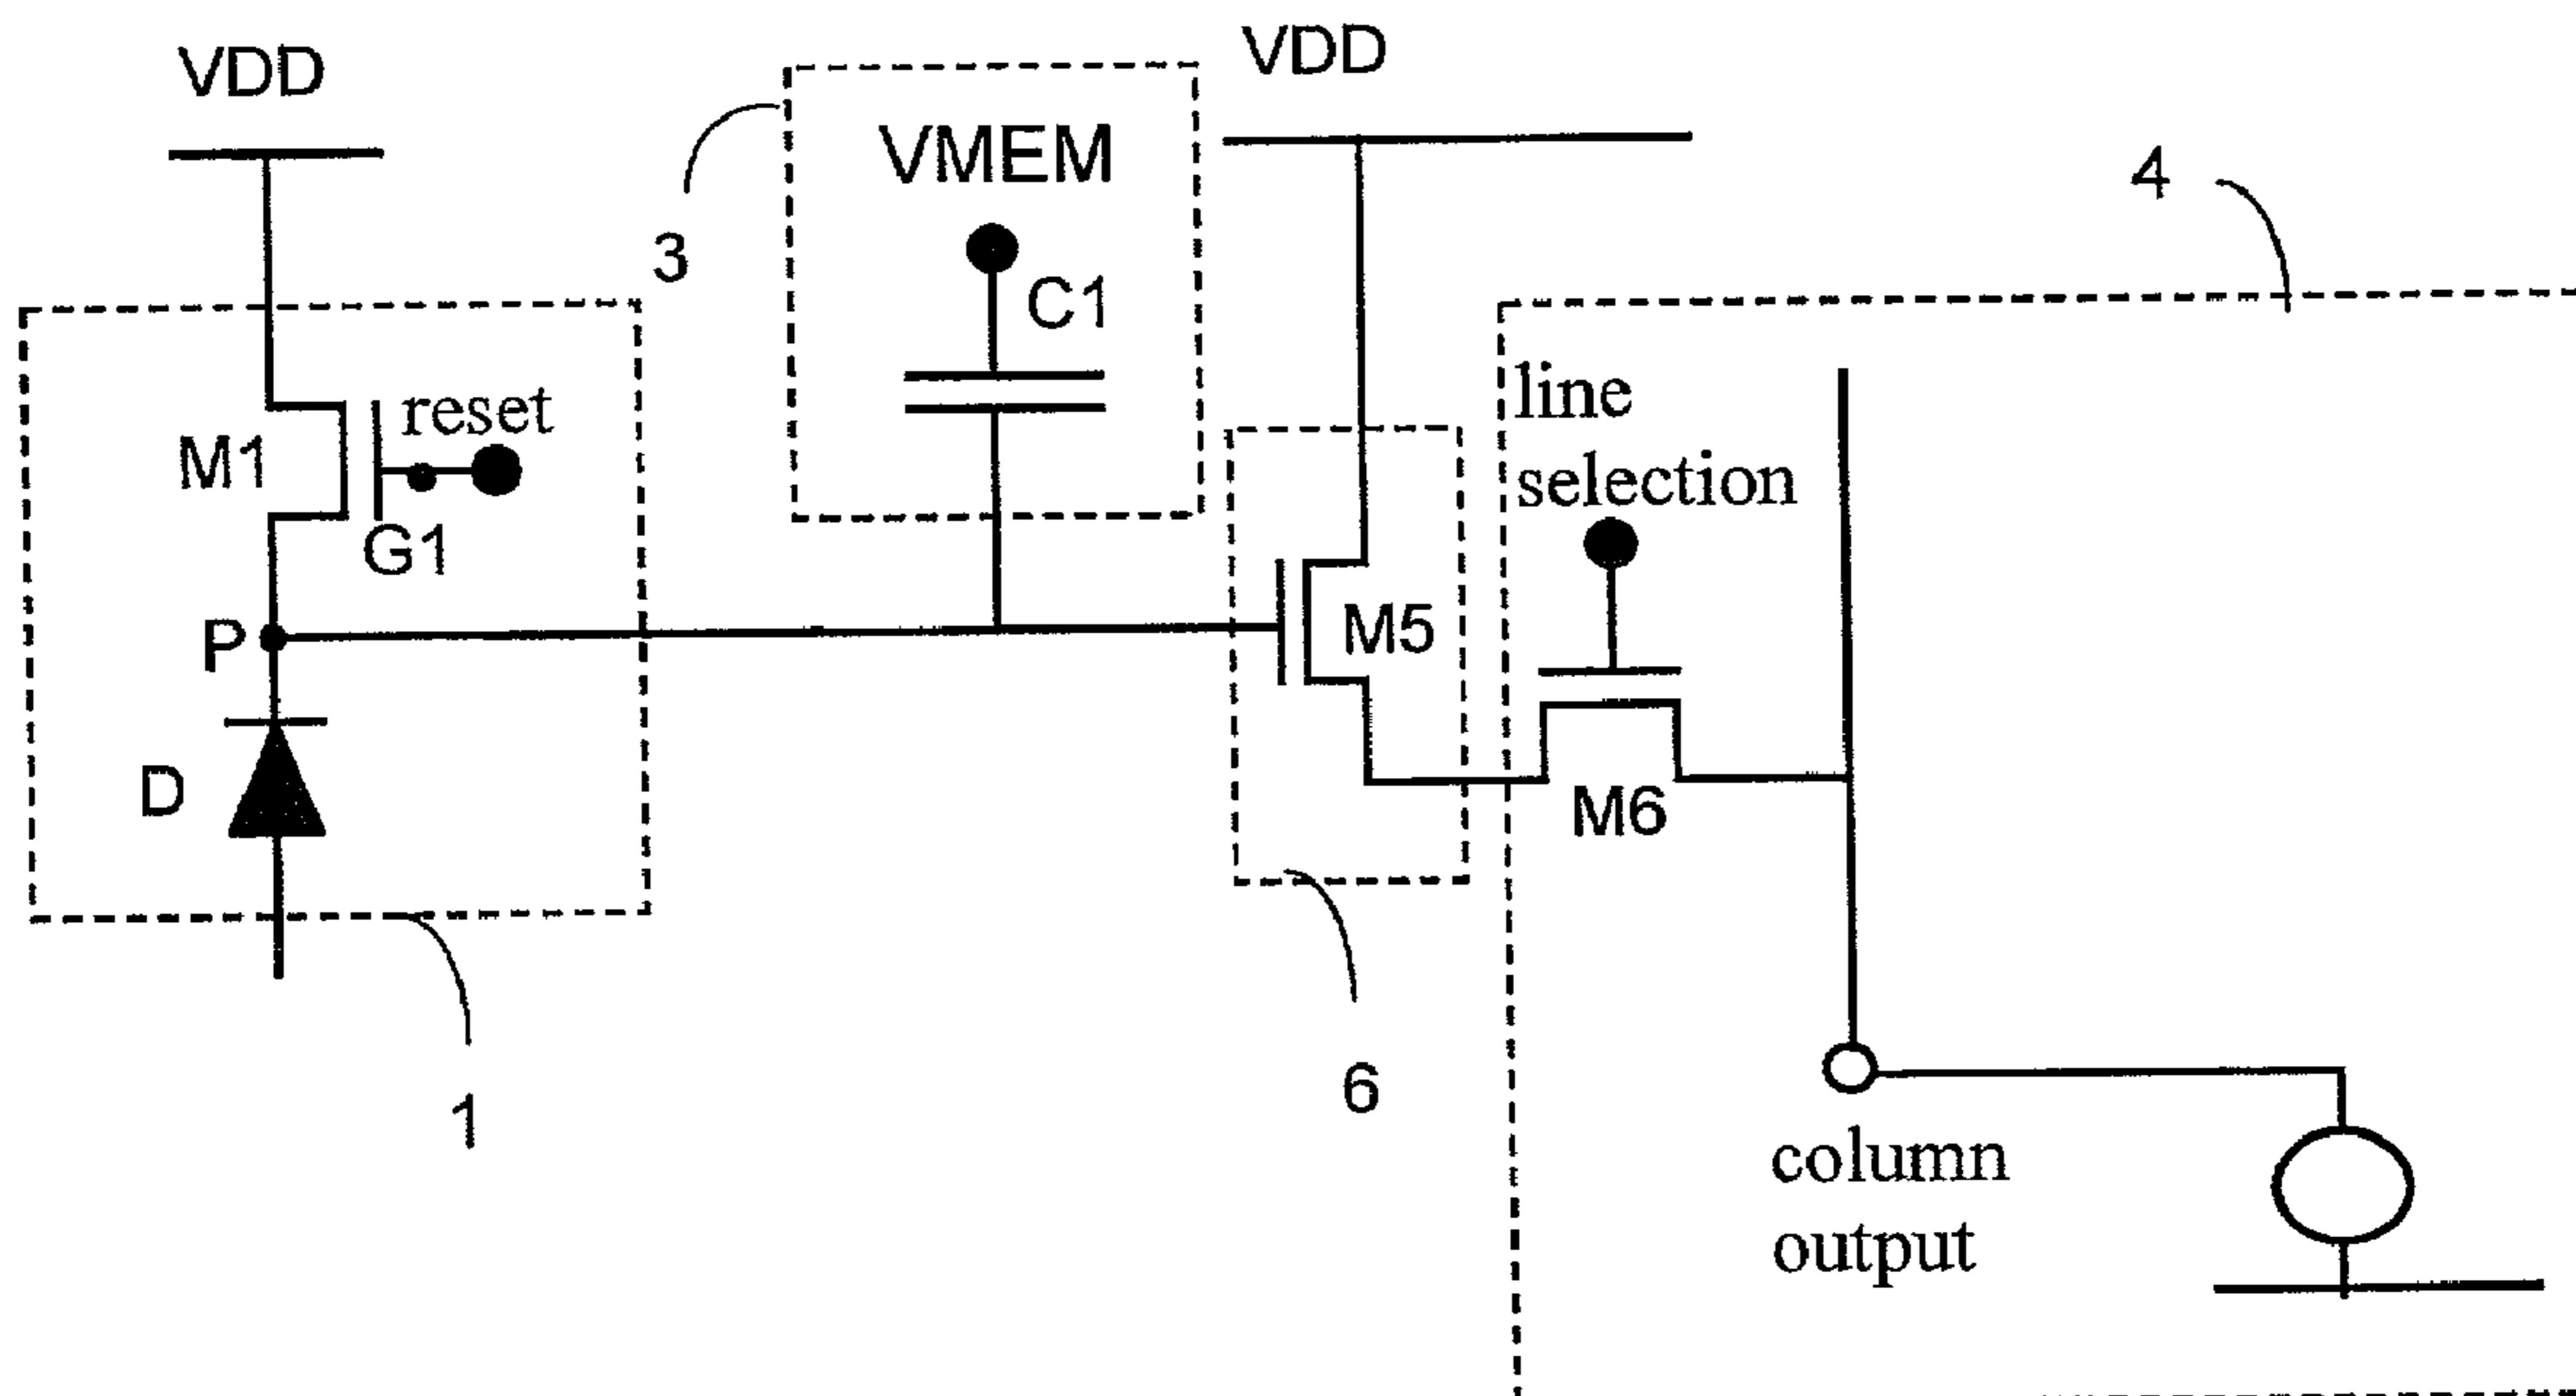 VDD
VDD
VMEM
4
3
C1
line
selection
reset
M1
G1
P
M5
D
M6
6
1
column
output